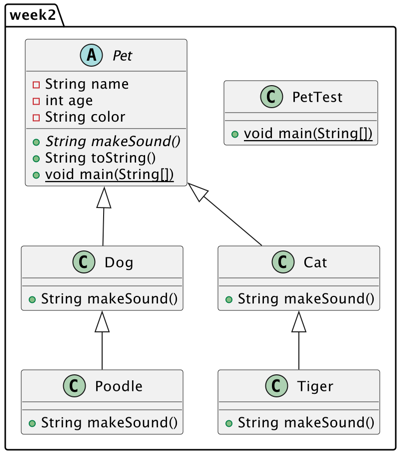 week2
A Pet
String name
int age
String color
String makeSound()
String toString()
void main(String[])
C PetTest
void main(String[])
C Dog
String makeSound()
C Cat
String makeSound()
C Poodle
String makeSound()
C Tiger
String makeSound()